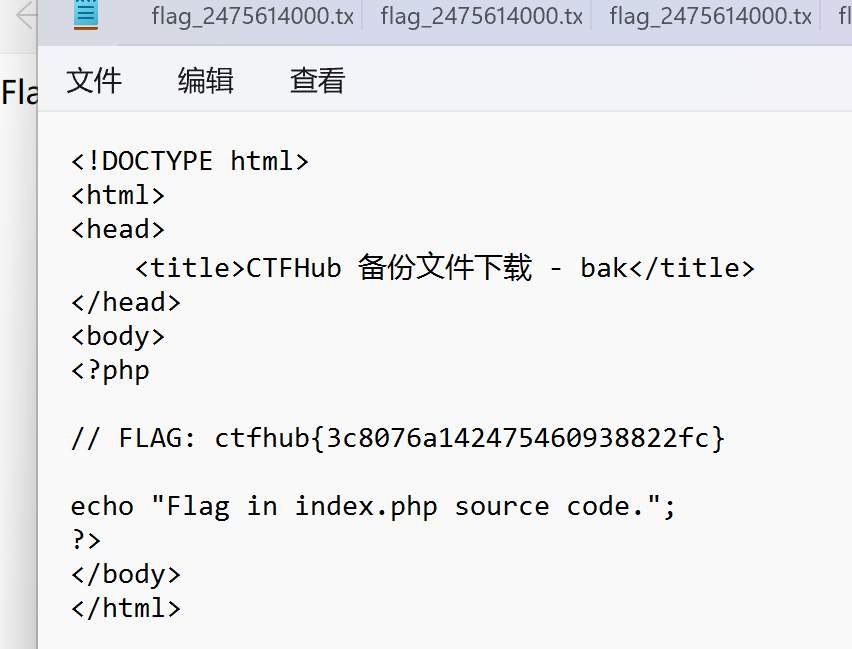 flag_2475614000.tx flag_2475614000.tx flag_2475614000.tx fl
文件 编辑 查看
Fla
<!DOCTYPE html>
<html>
<head>
    <title>CTFHub 备份文件下载 - bak</title>
</head>
<body>
<?php
// FLAG: ctfhub{3c8076a142475460938822fc}
echo "Flag in index.php source code.";
?>
</body>
</html>